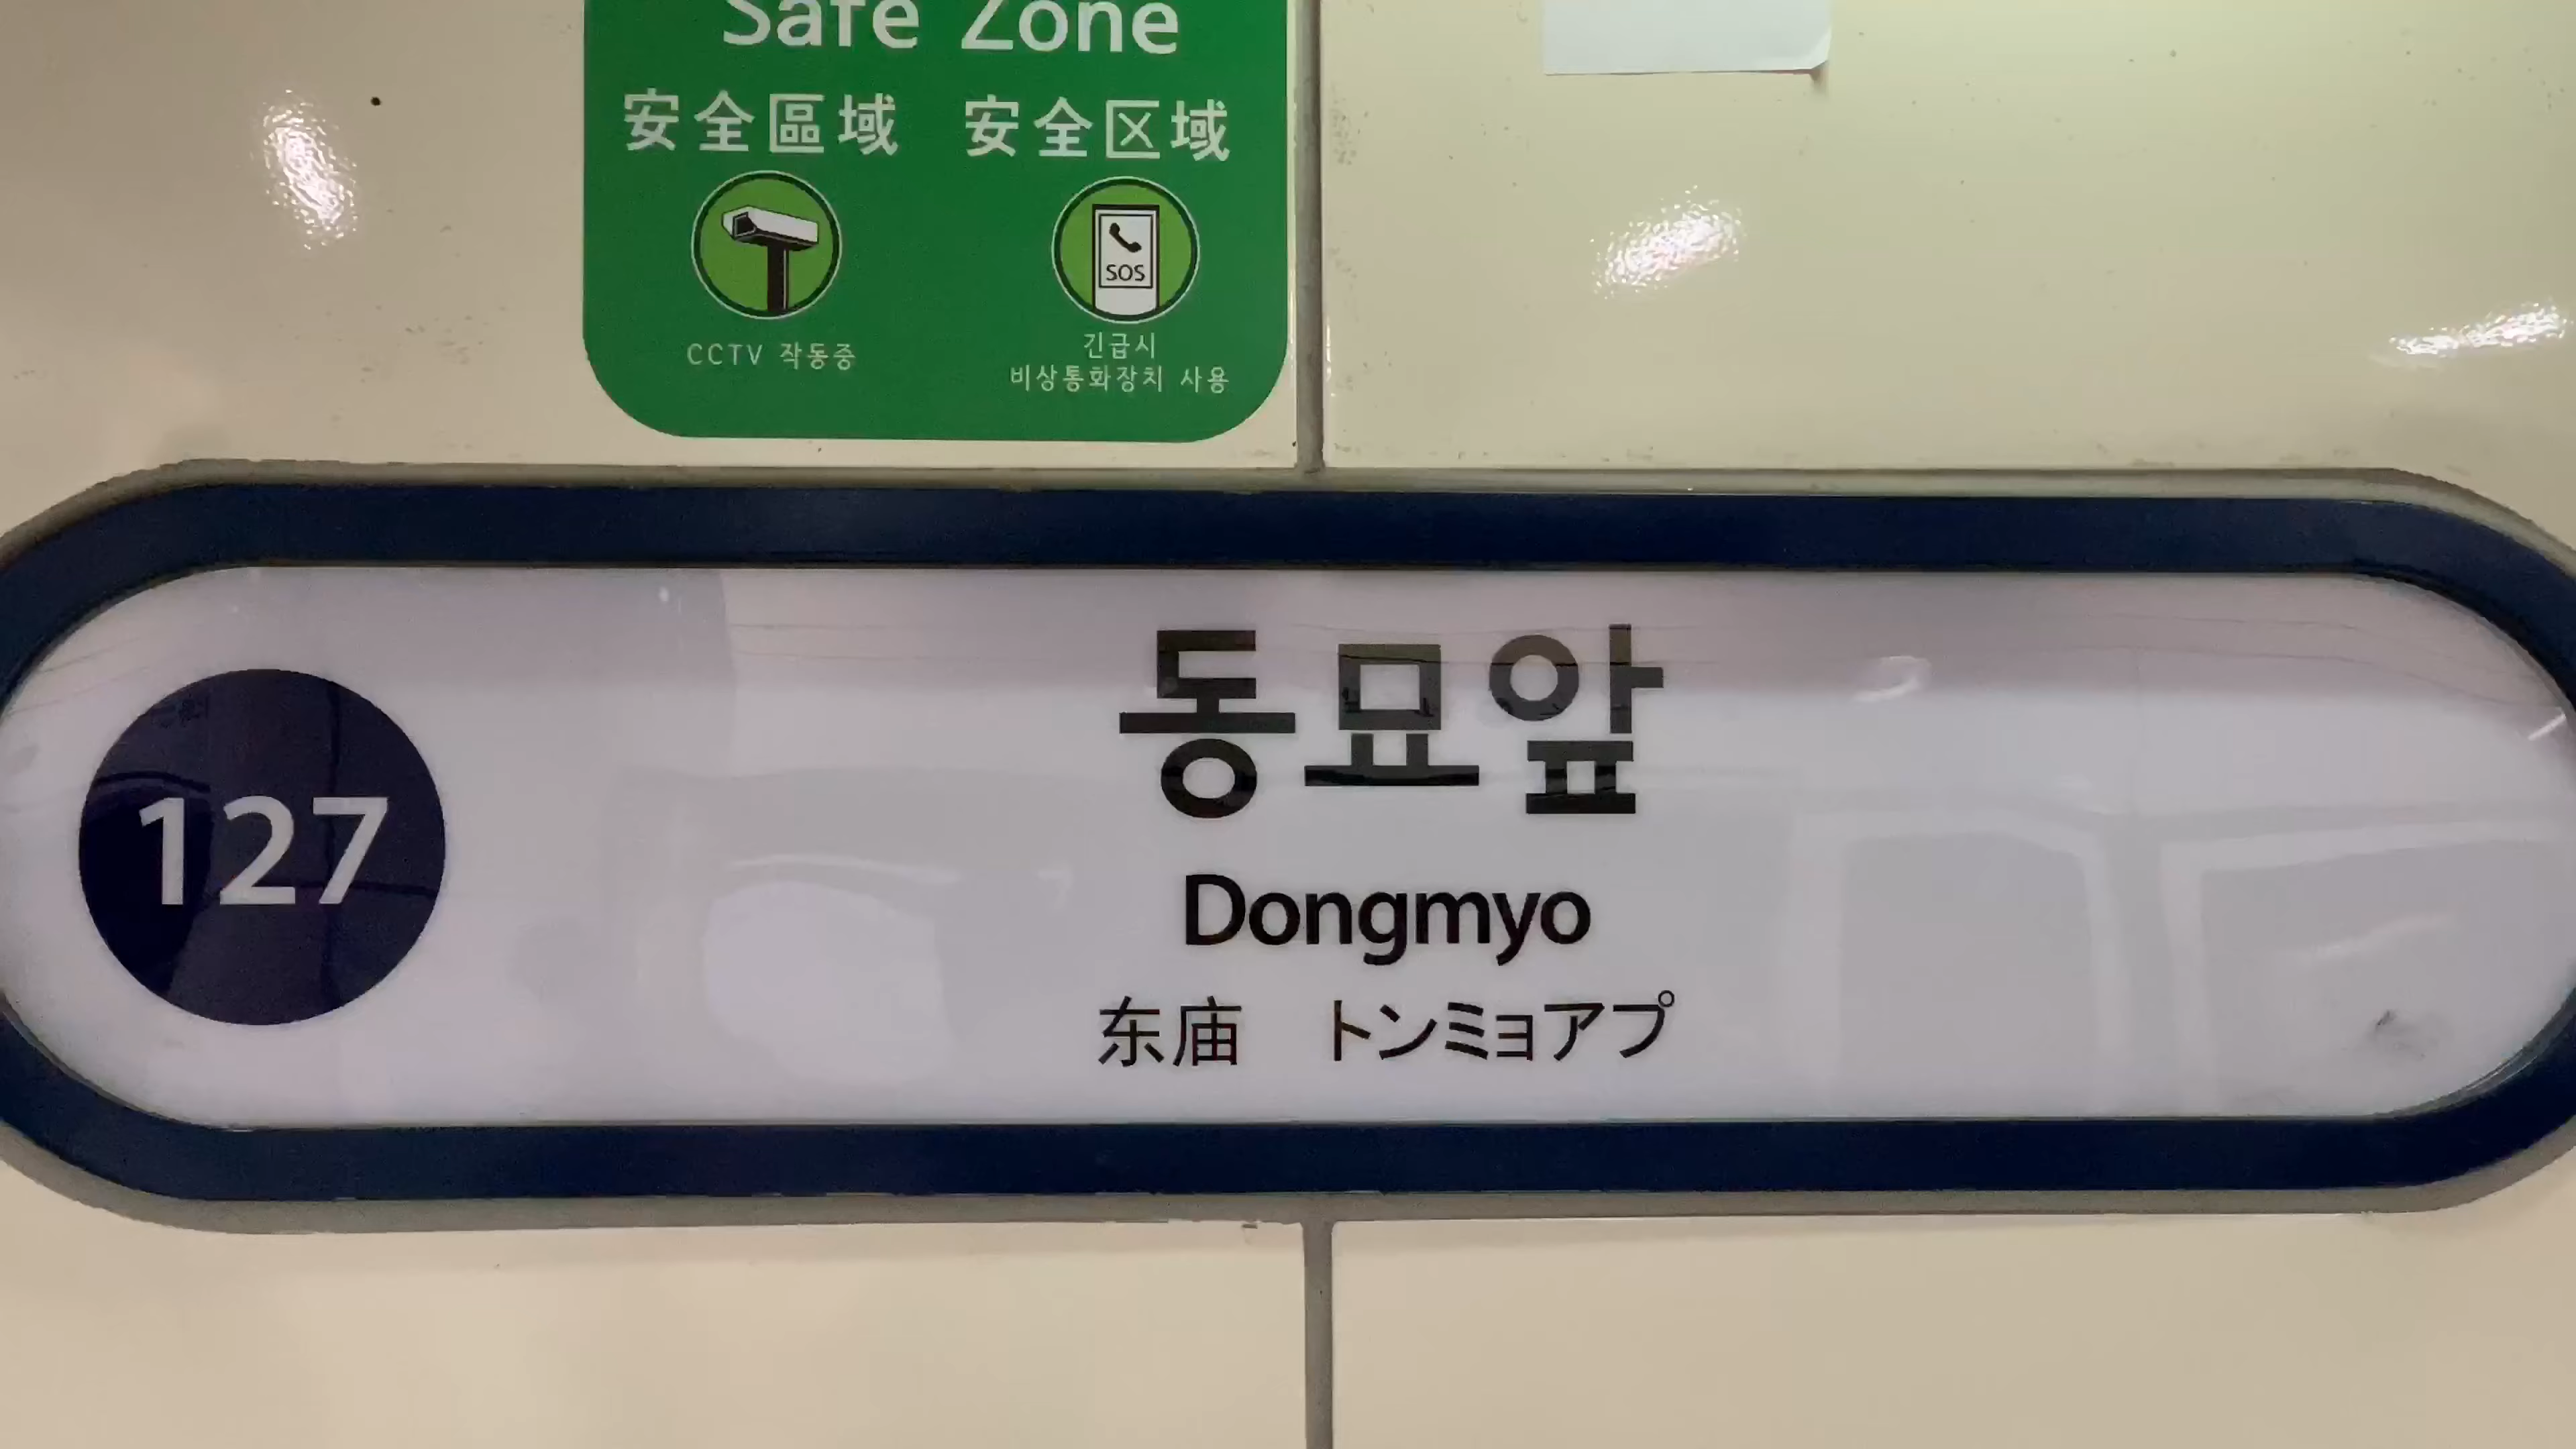 Safe Zone
安全區域 安全区域
SOS
CCTV 작동중
긴급시
비상통화장치 사용
127
동묘앞
Dongmyo
东庙 トンミョアプ